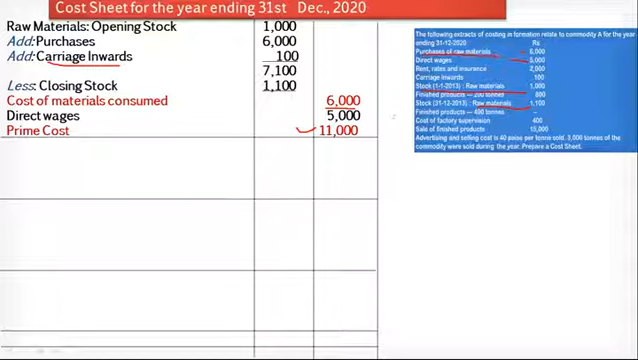 Cost Sheet for the year ending 31st Dec., 2020
Raw Materials: Opening Stock 1,000
Add: Purchases 6,000
Add: Carriage Inwards 100
7,100
Less: Closing Stock 1,100
Cost of materials consumed 6,000
Direct wages 5,000
Prime Cost 11,000
The following extracts of costing information relate to commodity A for the year
ending 31-12-2020 Rs
Purchases of raw materials 6,000
Direct wages 5,000
Rent, rates and insurance 2,000
Carriage inwards 100
Stock (1-1-2013) : Raw materials 1,000
Finished products — 200 tonnes 800
Stock (31-12-2013) : Raw materials 1,100
Finished products — 400 tonnes –
Cost of factory supervision 400
Sale of finished products 15,000
Advertising and selling cost is 40 paise per tonne sold. 3,000 tonnes of the
commodity were sold during the year. Prepare a Cost Sheet.